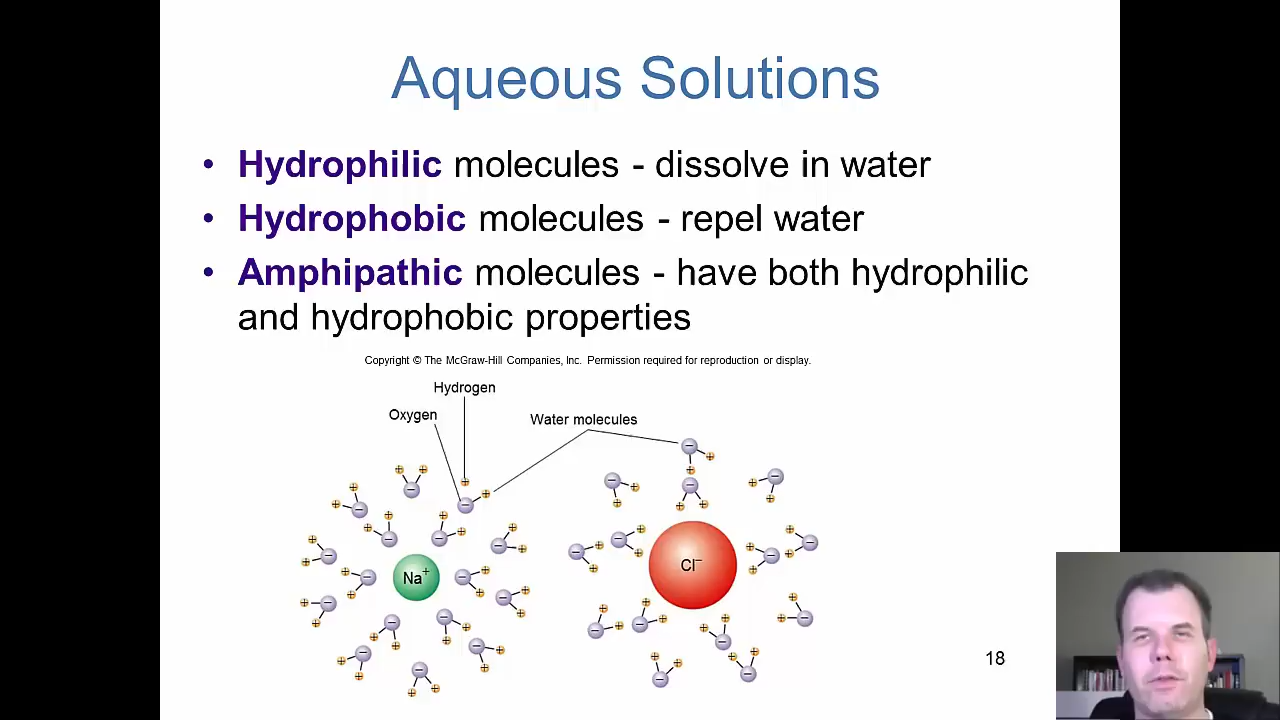 Aqueous Solutions
• Hydrophilic molecules - dissolve in water
• Hydrophobic molecules - repel water
• Amphipathic molecules - have both hydrophilic
and hydrophobic properties
Copyright © The McGraw-Hill Companies, Inc. Permission required for reproduction or display.
Hydrogen
Oxygen
Water molecules
Na⁺
Cl⁻
18